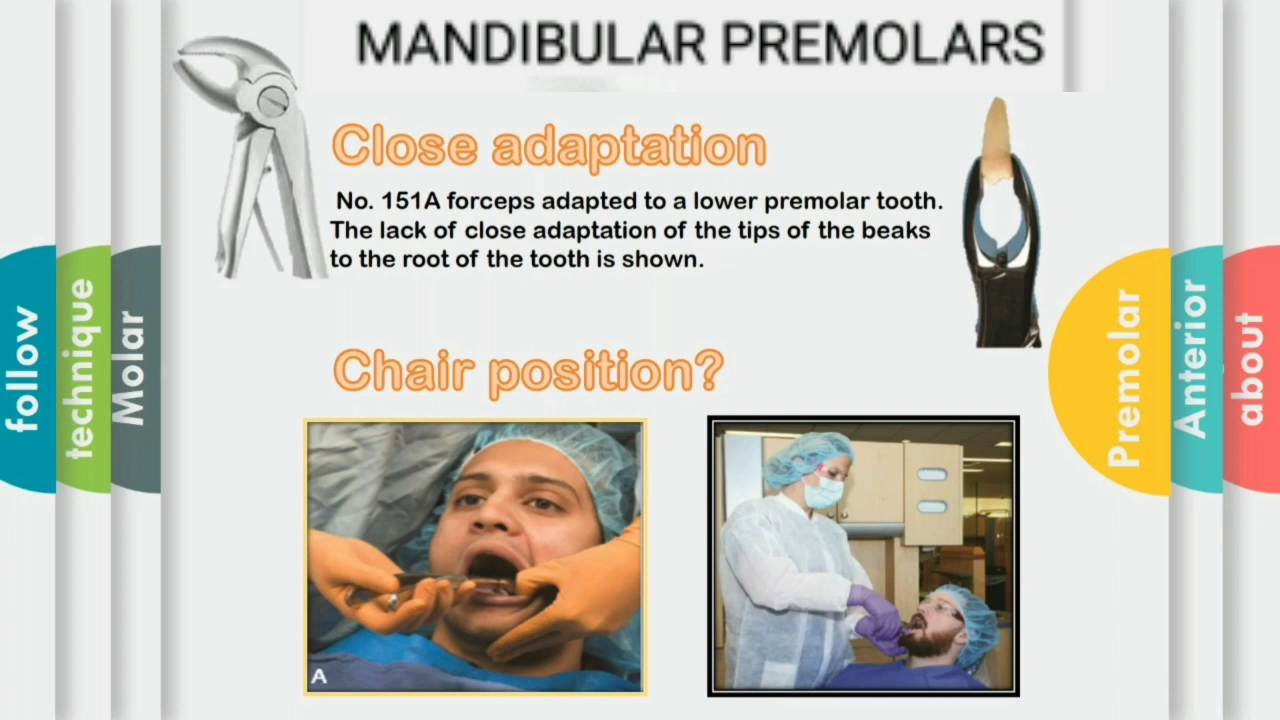 MANDIBULAR PREMOLARS
Close adaptation
No. 151A forceps adapted to a lower premolar tooth.
The lack of close adaptation of the tips of the beaks
to the root of the tooth is shown.
Chair position?
A
follow
technique
Molar
Premolar
Anterior
about